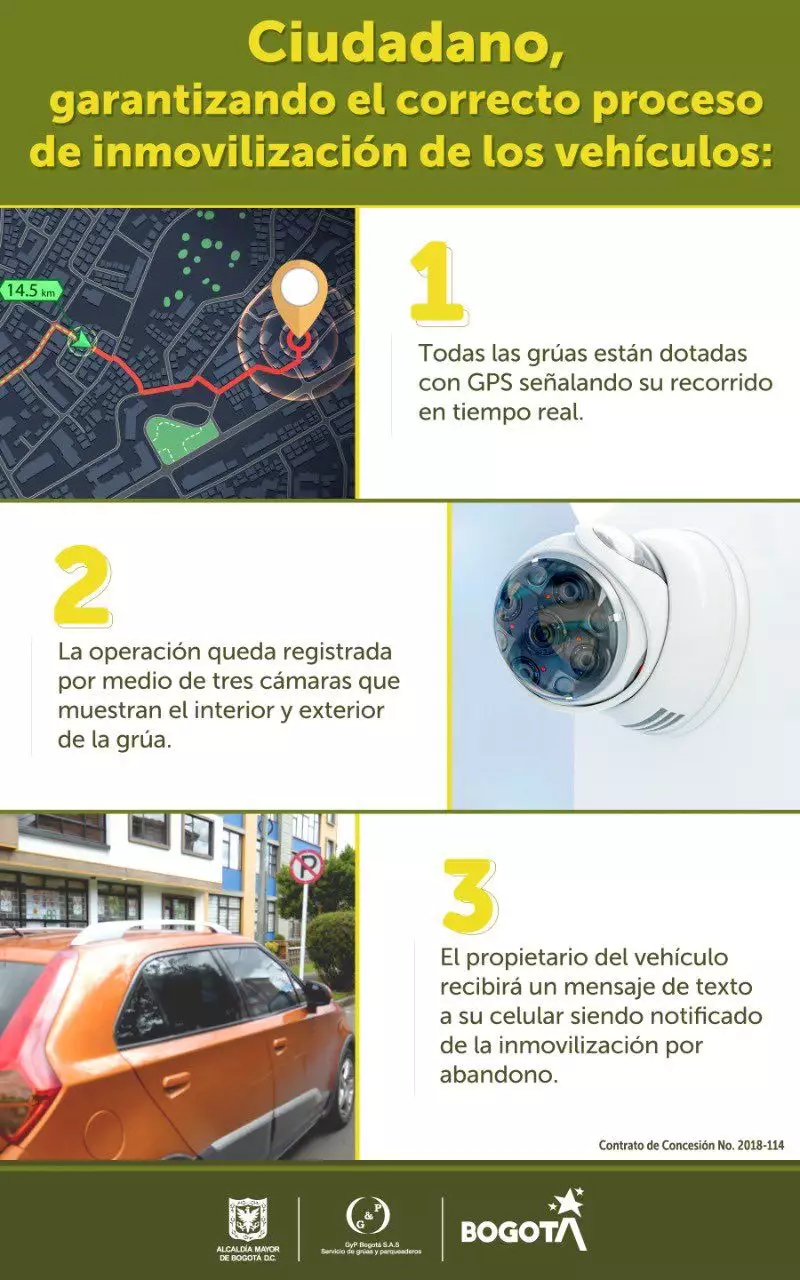 Ciudadano,
garantizando el correcto proceso
de inmovilización de los vehículos:
14.5 km
1
Todas las grúas están dotadas
con GPS señalando su recorrido
en tiempo real.
2
La operación queda registrada
por medio de tres cámaras que
muestran el interior y exterior
de la grúa.
P
3
El propietario del vehículo
recibirá un mensaje de texto
a su celular siendo notificado
de la inmovilización por
abandono.
Contrato de Concesión No. 2018-114
ALCALDÍA MAYOR
DE BOGOTÁ D.C.
G&P
GyP Bogotá S.A.S
Servicio de grúas y parqueaderos
BOGOTÁ